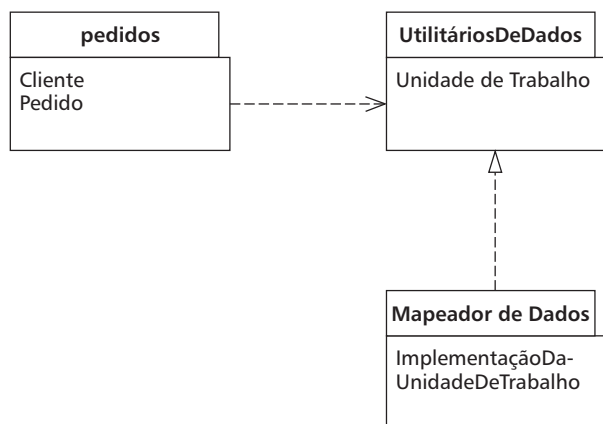 pedidos
Cliente
Pedido
UtilitáriosDeDados
Unidade de Trabalho
Mapeador de Dados
ImplementaçãoDa-
UnidadeDeTrabalho